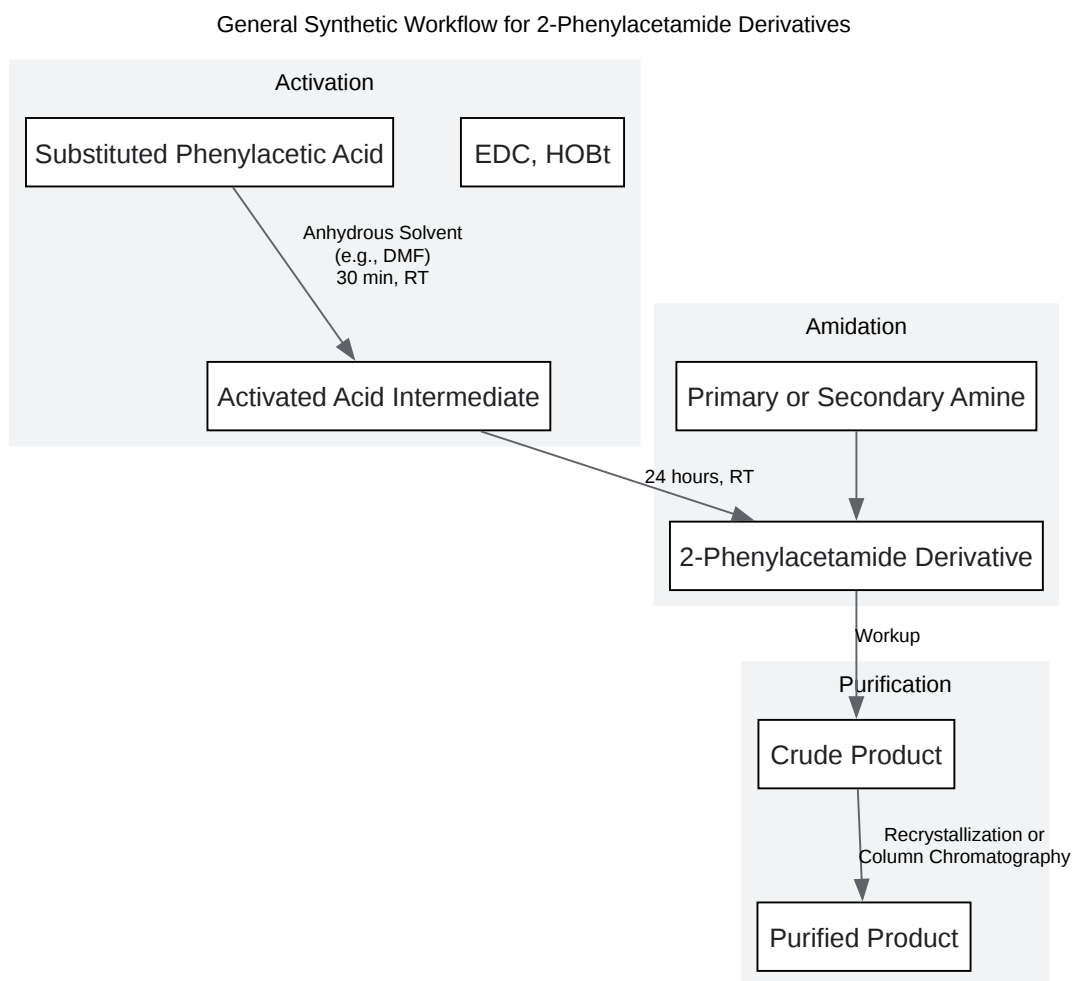 General Synthetic Workflow for 2-Phenylacetamide Derivatives
Activation
Substituted Phenylacetic Acid
EDC, HOBt
Anhydrous Solvent
(e.g., DMF)
30 min, RT
Activated Acid Intermediate
Amidation
Primary or Secondary Amine
24 hours, RT
2-Phenylacetamide Derivative
Workup
Purification
Crude Product
Recrystallization or
Column Chromatography
Purified Product